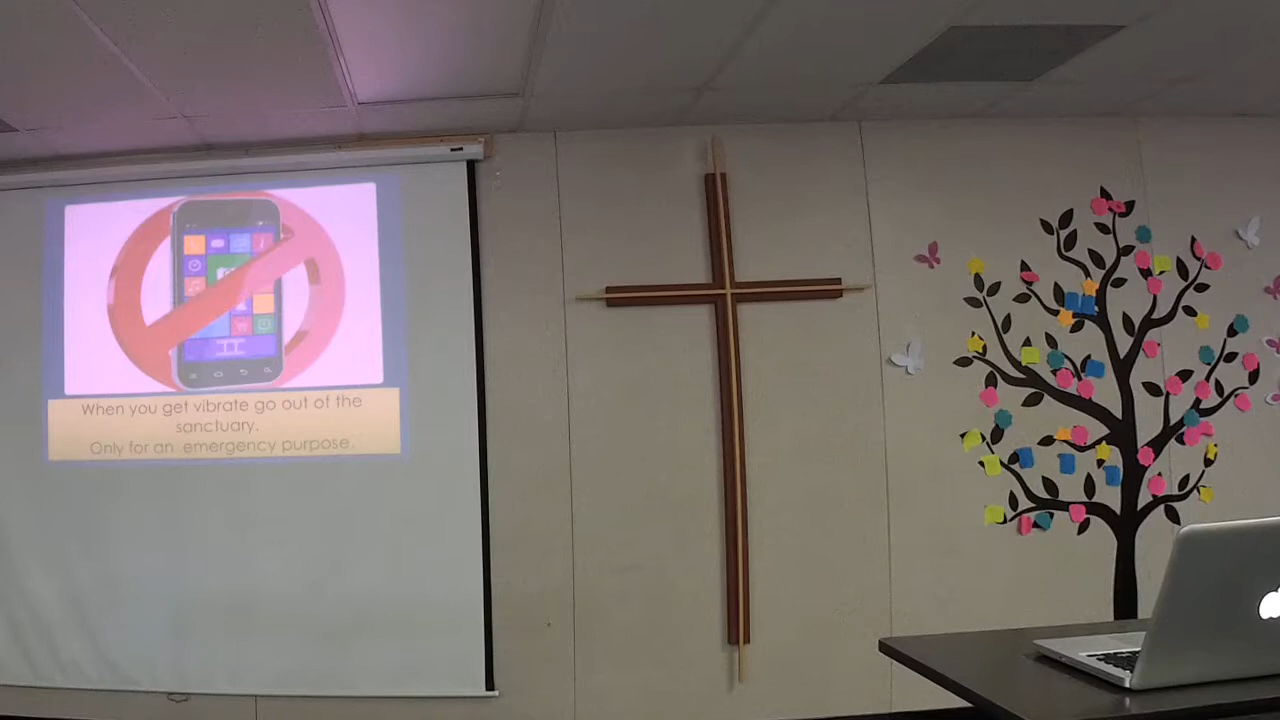 When you get vibrate go out of the
sanctuary.
Only for an emergency purpose.